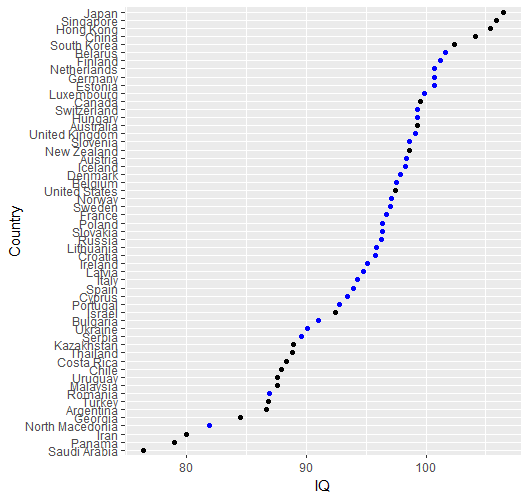 Japan
Singapore
Hong Kong
China
South Korea
Belarus
Finland
Netherlands
Germany
Estonia
Luxembourg
Canada
Switzerland
Hungary
Australia
United Kingdom
Slovenia
New Zealand
Austria
Iceland
Denmark
Belgium
United States
Norway
Sweden
France
Poland
Slovakia
Russia
Lithuania
Croatia
Ireland
Latvia
Italy
Spain
Cyprus
Portugal
Israel
Bulgaria
Ukraine
Serbia
Kazakhstan
Thailand
Costa Rica
Chile
Uruguay
Malaysia
Romania
Turkey
Argentina
Georgia
North Macedonia
Iran
Panama
Saudi Arabia
Country
80 90 100
IQ